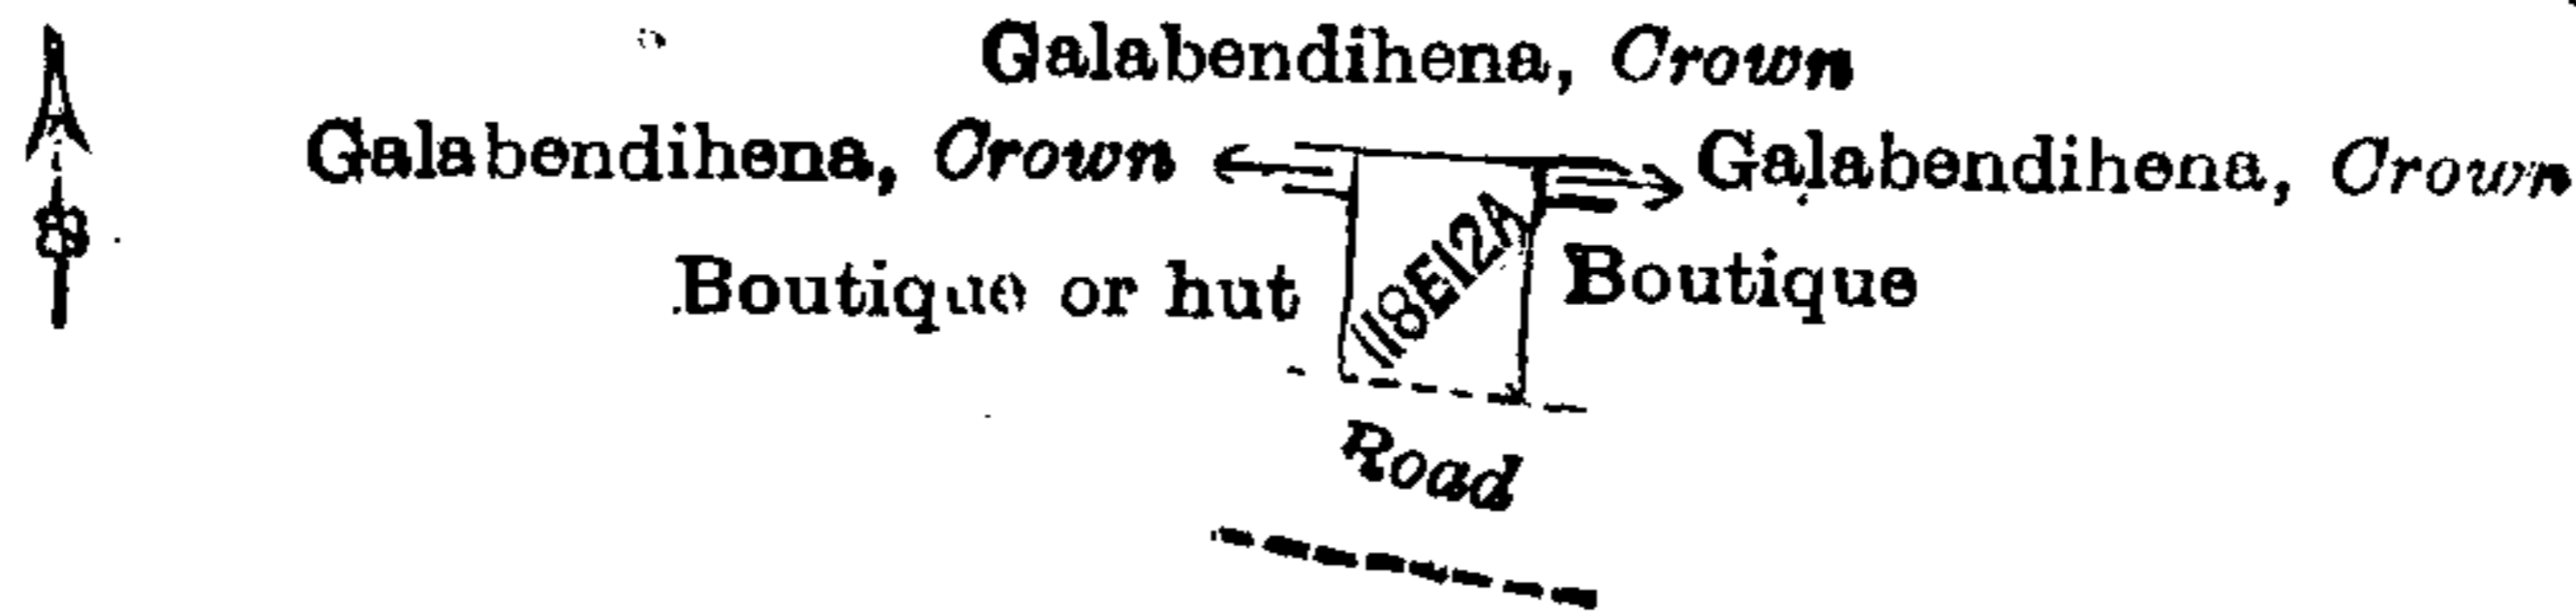 Galabendihena, Crown
Galabendihena, Crown
Galabendihena, Crown
Boutique or hut
118E12A
Boutique
Road